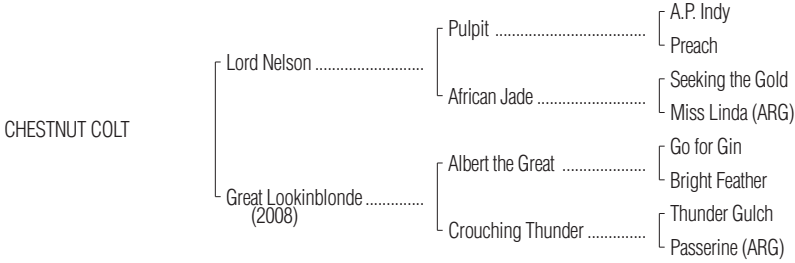 A.P. Indy
Pulpit ..................................
Preach
Lord Nelson .........................
Seeking the Gold
African Jade .........................
Miss Linda (ARG)
CHESTNUT COLT
Go for Gin
Albert the Great ...................
Bright Feather
Great Lookinblonde .............
(2008)
Thunder Gulch
Crouching Thunder .............
Passerine (ARG)